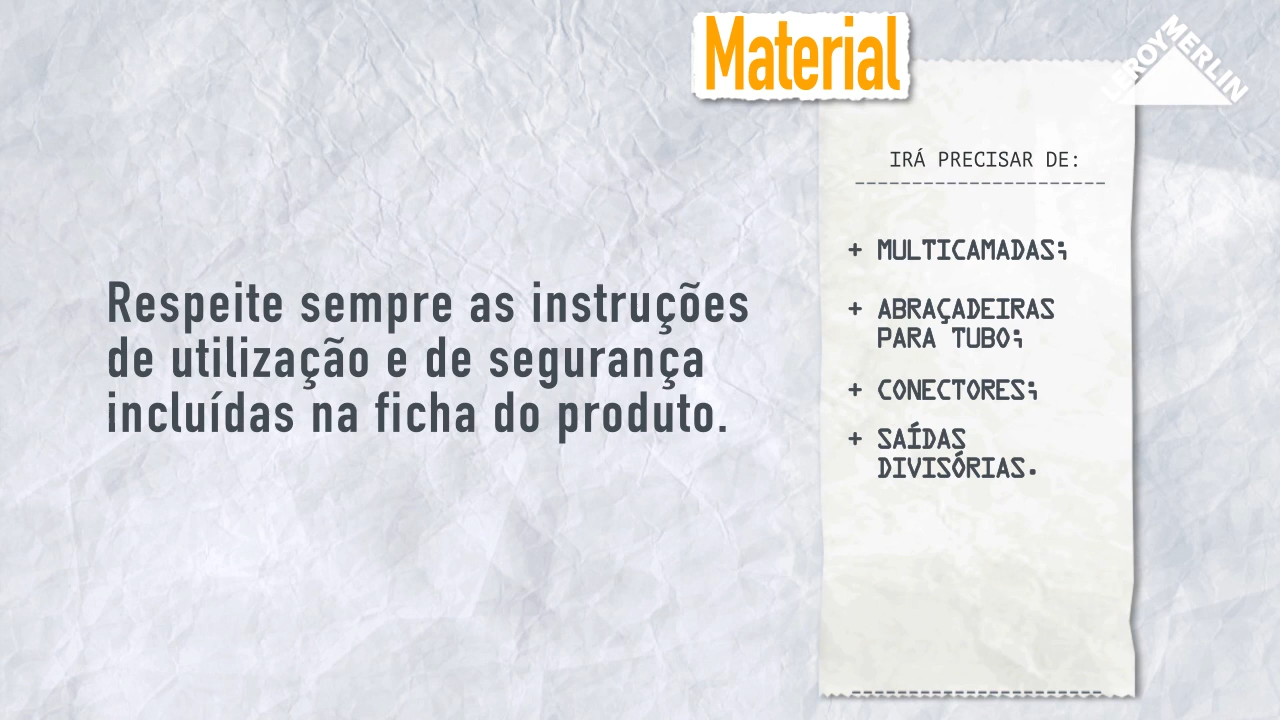 Material
LEROY MERLIN
IRÁ PRECISAR DE:
+ MULTICAMADAS;
+ ABRAÇADEIRAS
PARA TUBO;
+ CONECTORES;
+ SAÍDAS
DIVISÓRIAS.
Respeite sempre as instruções
de utilização e de segurança
incluídas na ficha do produto.